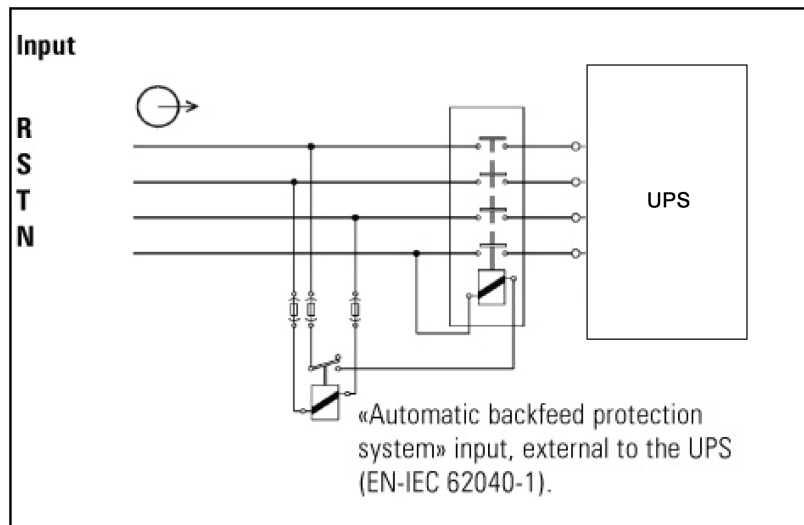 Input
R
S
T
N
UPS
«Automatic backfeed protection
system» input, external to the UPS
(EN-IEC 62040-1).